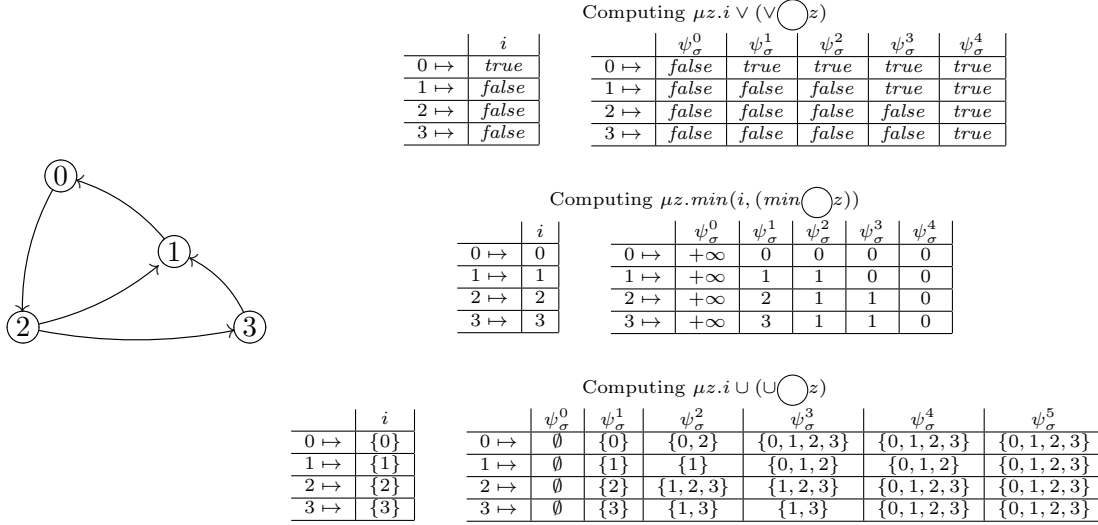 0
1
2
3
Computing μz.i ∨ (∨◯z)
i
0 ↦ true
1 ↦ false
2 ↦ false
3 ↦ false
ψ⁰σ ψ¹σ ψ²σ ψ³σ ψ⁴σ
0 ↦ false true true true true
1 ↦ false false false true true
2 ↦ false false false false true
3 ↦ false false false false true
Computing μz.min(i, (min◯z))
i
0 ↦ 0
1 ↦ 1
2 ↦ 2
3 ↦ 3
ψ⁰σ ψ¹σ ψ²σ ψ³σ ψ⁴σ
0 ↦ +∞ 0 0 0 0
1 ↦ +∞ 1 1 0 0
2 ↦ +∞ 2 1 1 0
3 ↦ +∞ 3 1 1 0
Computing μz.i ∪ (∪◯z)
i
0 ↦ {0}
1 ↦ {1}
2 ↦ {2}
3 ↦ {3}
ψ⁰σ ψ¹σ ψ²σ ψ³σ ψ⁴σ ψ⁵σ
0 ↦ ∅ {0} {0, 2} {0, 1, 2, 3} {0, 1, 2, 3} {0, 1, 2, 3}
1 ↦ ∅ {1} {1} {0, 1, 2} {0, 1, 2} {0, 1, 2, 3}
2 ↦ ∅ {2} {1, 2, 3} {1, 2, 3} {0, 1, 2, 3} {0, 1, 2, 3}
3 ↦ ∅ {3} {1, 3} {1, 3} {0, 1, 2, 3} {0, 1, 2, 3}